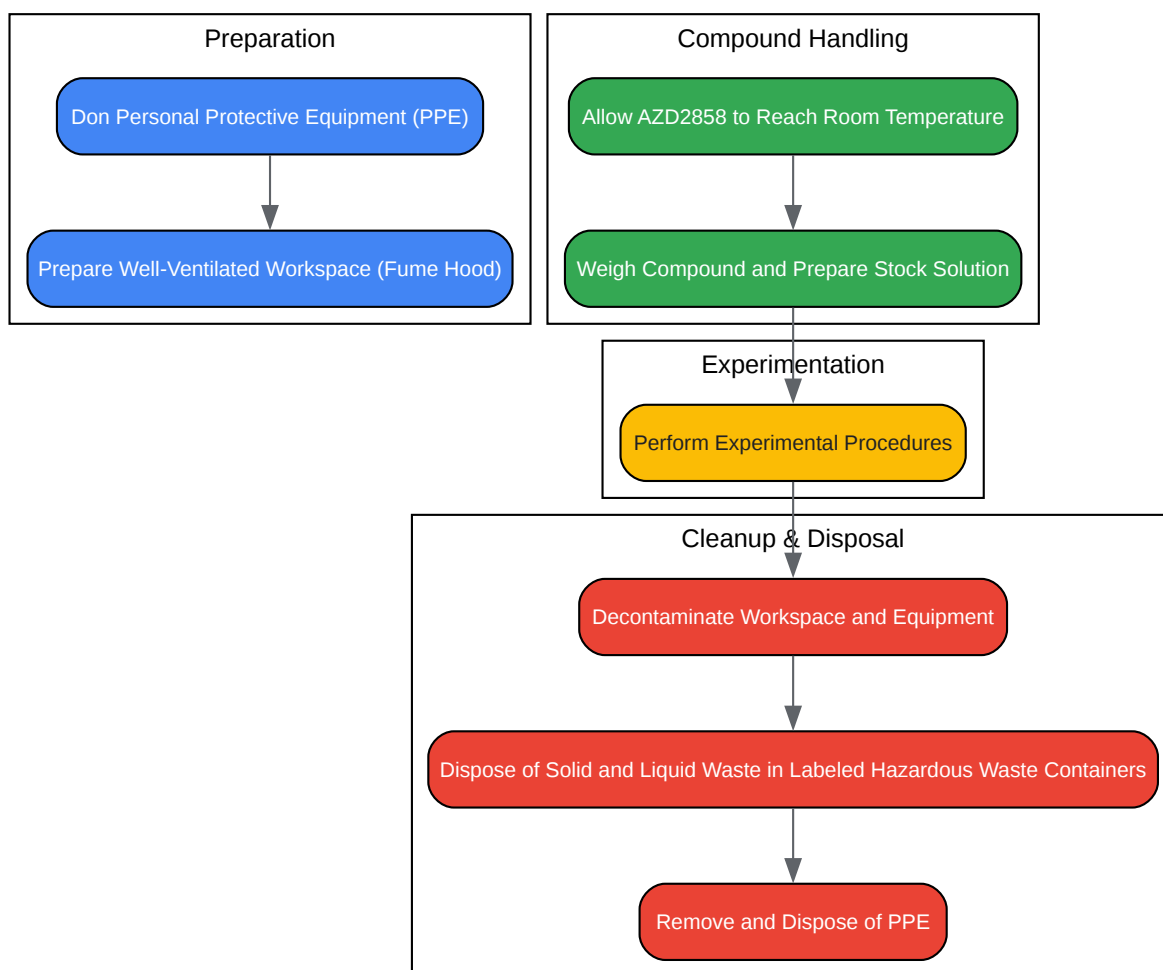 Preparation
Don Personal Protective Equipment (PPE)
Prepare Well-Ventilated Workspace (Fume Hood)
Compound Handling
Allow AZD2858 to Reach Room Temperature
Weigh Compound and Prepare Stock Solution
Experimentation
Perform Experimental Procedures
Cleanup & Disposal
Decontaminate Workspace and Equipment
Dispose of Solid and Liquid Waste in Labeled Hazardous Waste Containers
Remove and Dispose of PPE